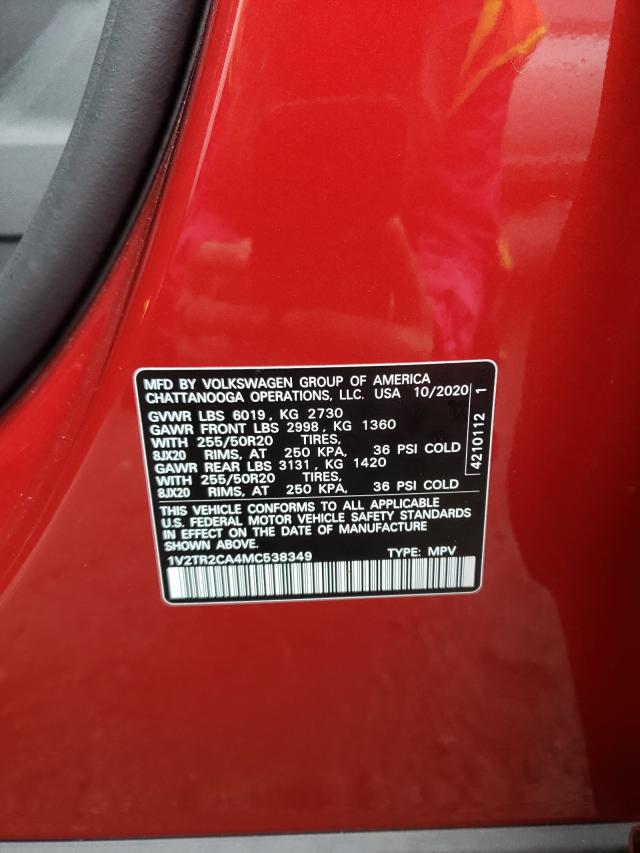 MFD BY VOLKSWAGEN GROUP OF AMERICA
CHATTANOOGA OPERATIONS, LLC. USA 10/2020
GVWR LBS 6019, KG 2730
GAWR FRONT LBS 2998, KG 1360
WITH 255/50R20 TIRES,
8JX20 RIMS, AT 250 KPA, 36 PSI COLD
GAWR REAR LBS 3131, KG 1420
WITH 255/50R20 TIRES,
8JX20 RIMS, AT 250 KPA, 36 PSI COLD
THIS VEHICLE CONFORMS TO ALL APPLICABLE
U.S. FEDERAL MOTOR VEHICLE SAFETY STANDARDS
IN EFFECT ON THE DATE OF MANUFACTURE
SHOWN ABOVE.
1V2TR2CA4MC538349 TYPE: MPV
4210112 1